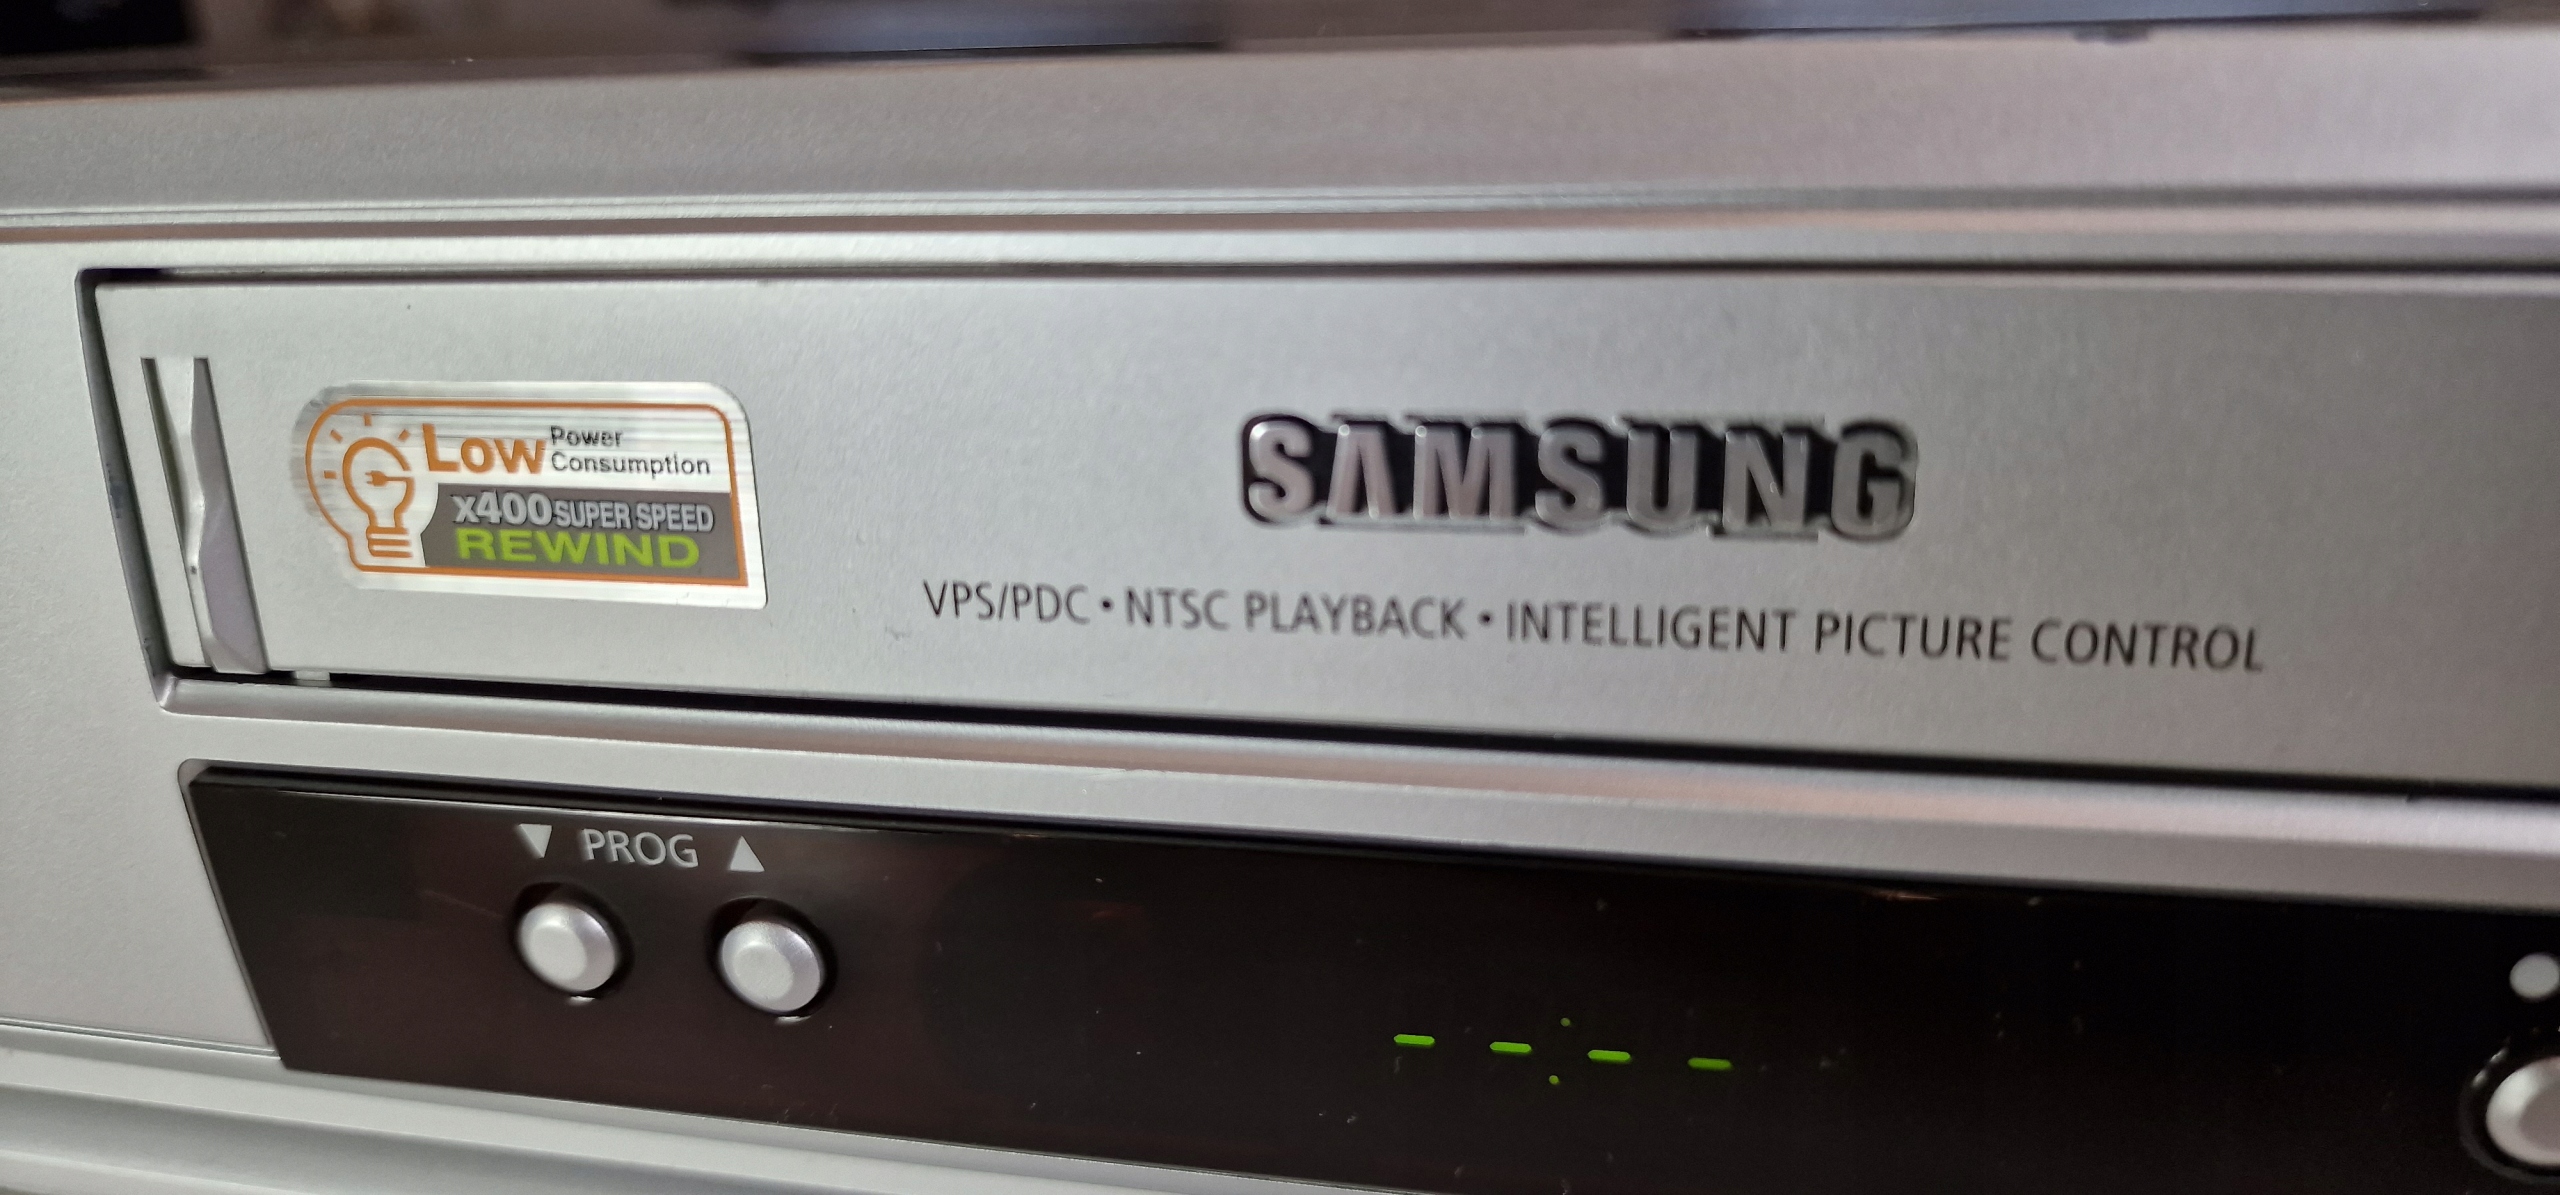 Low Power
Consumption
x400 SUPER SPEED
REWIND
SAMSUNG
VPS/PDC • NTSC PLAYBACK • INTELLIGENT PICTURE CONTROL
▼ PROG ▲
--:--